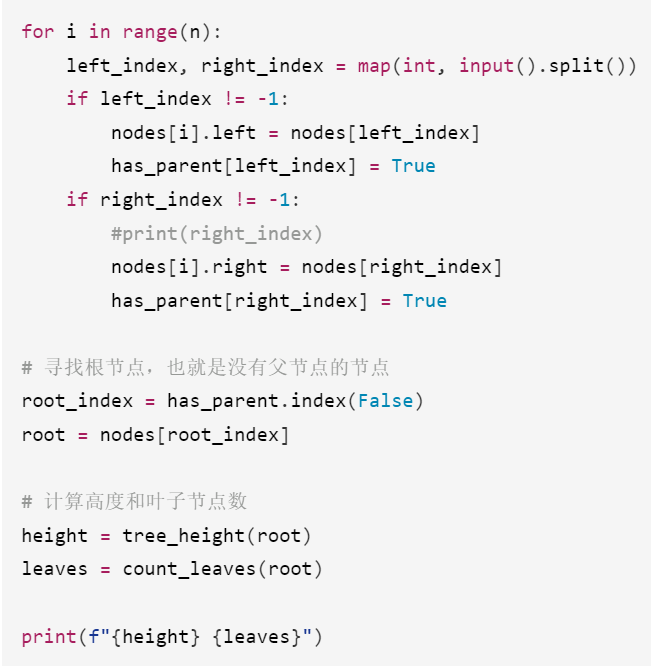 for i in range(n):
    left_index, right_index = map(int, input().split())
    if left_index != -1:
        nodes[i].left = nodes[left_index]
        has_parent[left_index] = True
    if right_index != -1:
        #print(right_index)
        nodes[i].right = nodes[right_index]
        has_parent[right_index] = True

# 寻找根节点，也就是没有父节点的节点
root_index = has_parent.index(False)
root = nodes[root_index]

# 计算高度和叶子节点数
height = tree_height(root)
leaves = count_leaves(root)

print(f"{height} {leaves}")